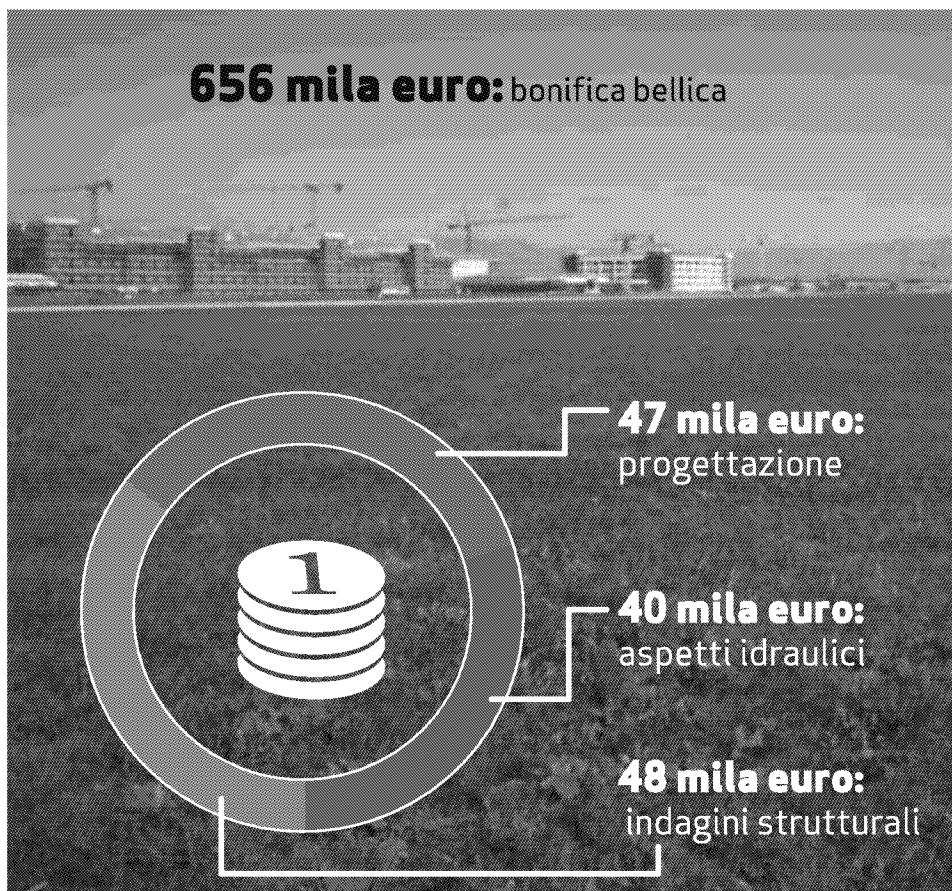 656 mila euro: bonifica bellica
47 mila euro:
progettazione
1
40 mila euro:
aspetti idraulici
48 mila euro:
indagini strutturali